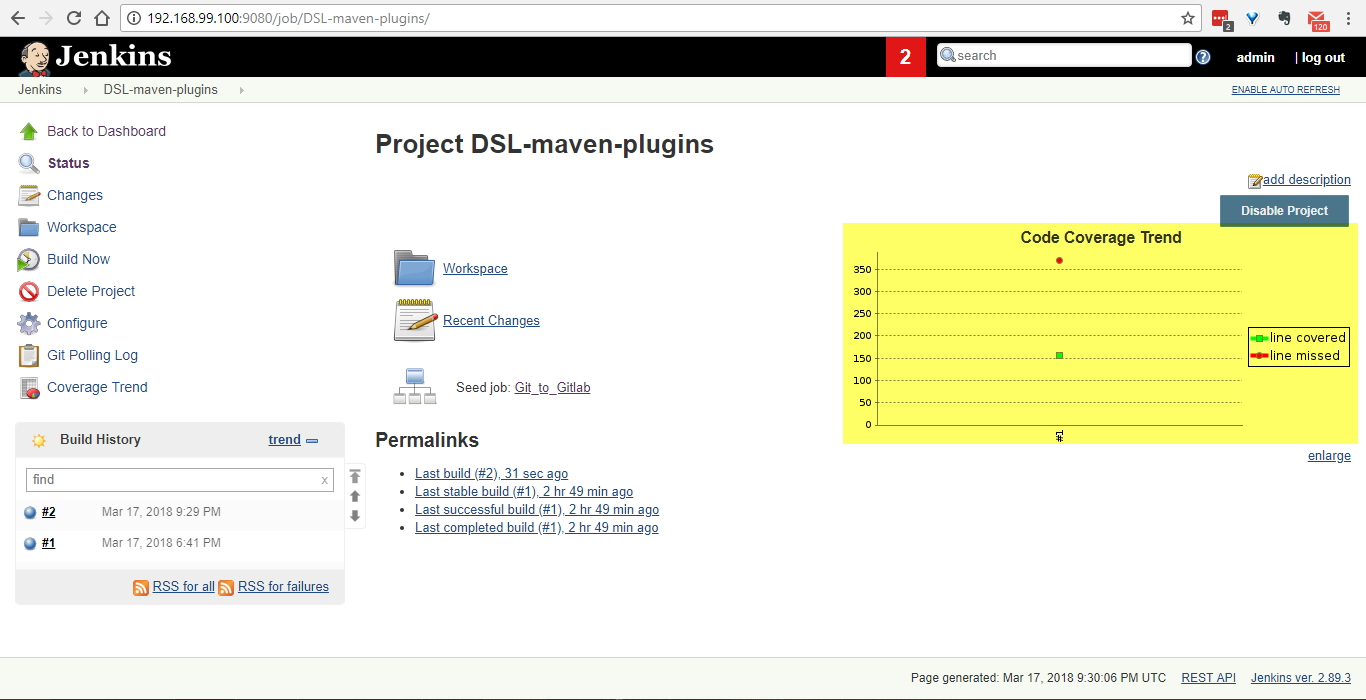 192.168.99.100:9080/job/DSL-maven-plugins/
2
120
Jenkins
2
search
admin
| log out
Jenkins
DSL-maven-plugins
ENABLE AUTO REFRESH
Back to Dashboard
Status
Changes
Workspace
Build Now
Delete Project
Configure
Git Polling Log
Coverage Trend
Build History
trend
find
x
#2
Mar 17, 2018 9:29 PM
#1
Mar 17, 2018 6:41 PM
RSS for all
RSS for failures
Project DSL-maven-plugins
add description
Disable Project
Workspace
Recent Changes
Seed job: Git_to_Gitlab
Permalinks
Last build (#2), 31 sec ago
Last stable build (#1), 2 hr 49 min ago
Last successful build (#1), 2 hr 49 min ago
Last completed build (#1), 2 hr 49 min ago
Code Coverage Trend
350
300
250
200
150
100
50
0
#1
line covered
line missed
enlarge
Page generated: Mar 17, 2018 9:30:06 PM UTC
REST API
Jenkins ver. 2.89.3